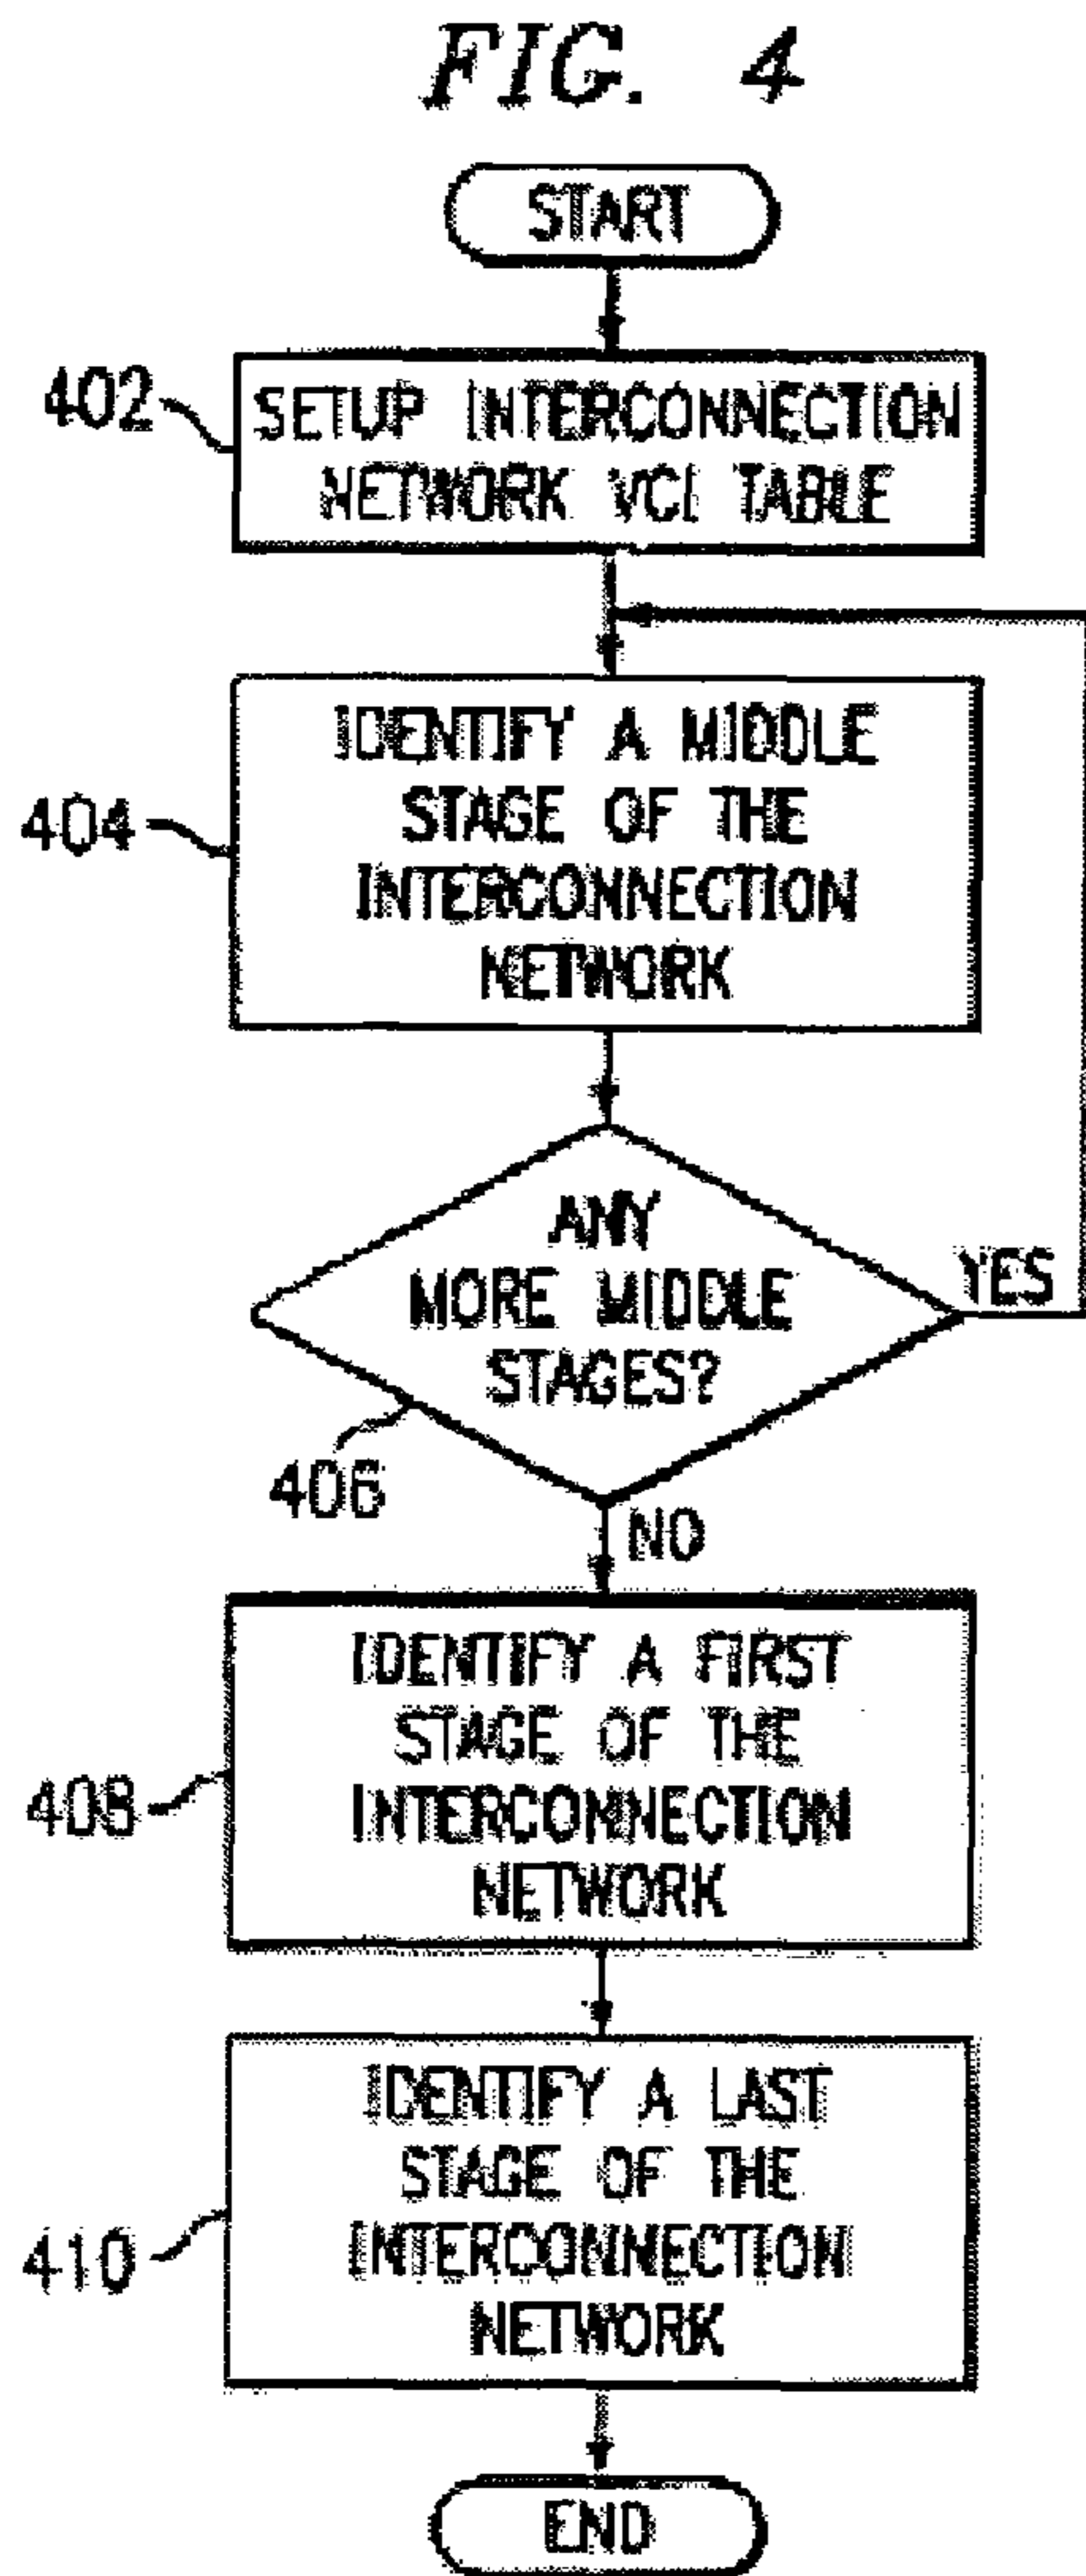 FIG. 4
START
402
SETUP INTERCONNECTION
NETWORK VCI TABLE
404
IDENTIFY A MIDDLE
STAGE OF THE
INTERCONNECTION
NETWORK
ANY
MORE MIDDLE
STAGES?
YES
406
NO
408
IDENTIFY A FIRST
STAGE OF THE
INTERCONNECTION
NETWORK
410
IDENTIFY A LAST
STAGE OF THE
INTERCONNECTION
NETWORK
END